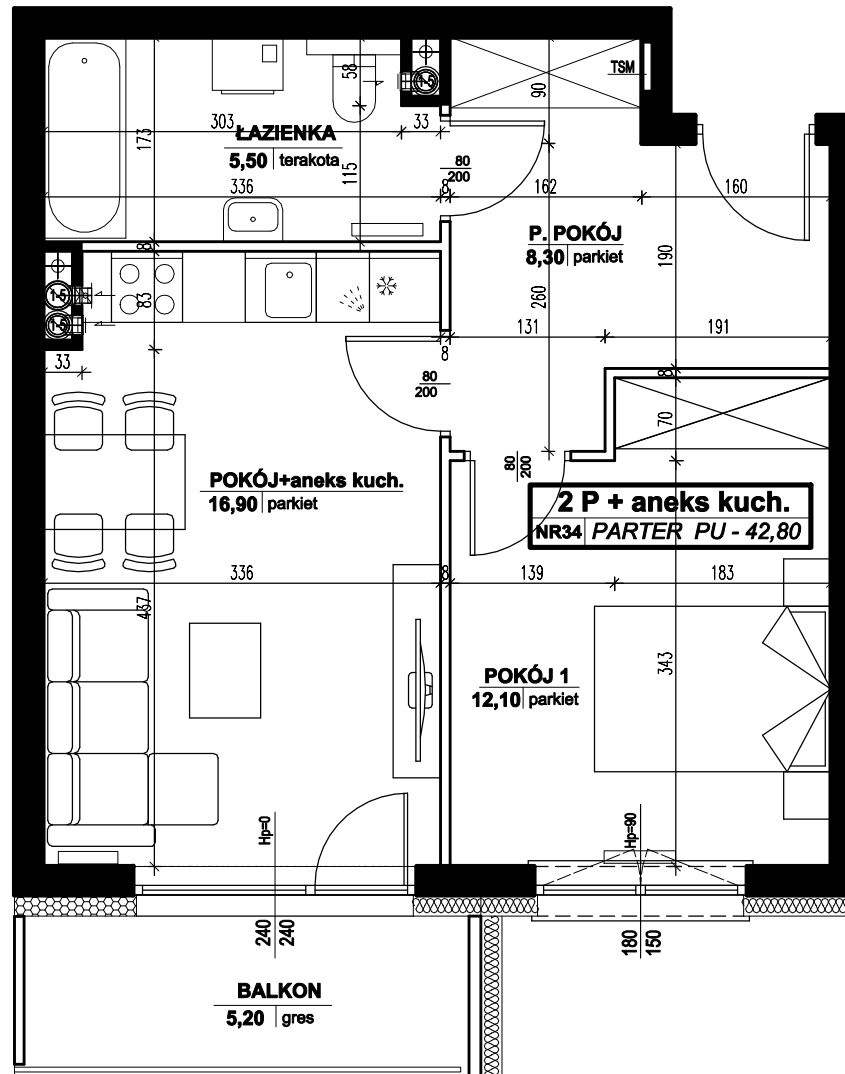 TSM
58
90
1-5
303
33
ŁAZIENKA
5,50 terakota
173
115
80
200
336
8
162
160
P. POKÓJ
8,30 parkiet
190
260
8
83
1-5
1-5
131
191
8
33
80
200
8
70
80
200
POKÓJ+aneks kuch.
16,90 parkiet
2 P + aneks kuch.
NR34 PARTER PU - 42,80
336
8
139
183
437
343
POKÓJ 1
12,10 parkiet
Hp=0
Hp=90
240
240
180
150
BALKON
5,20 gres